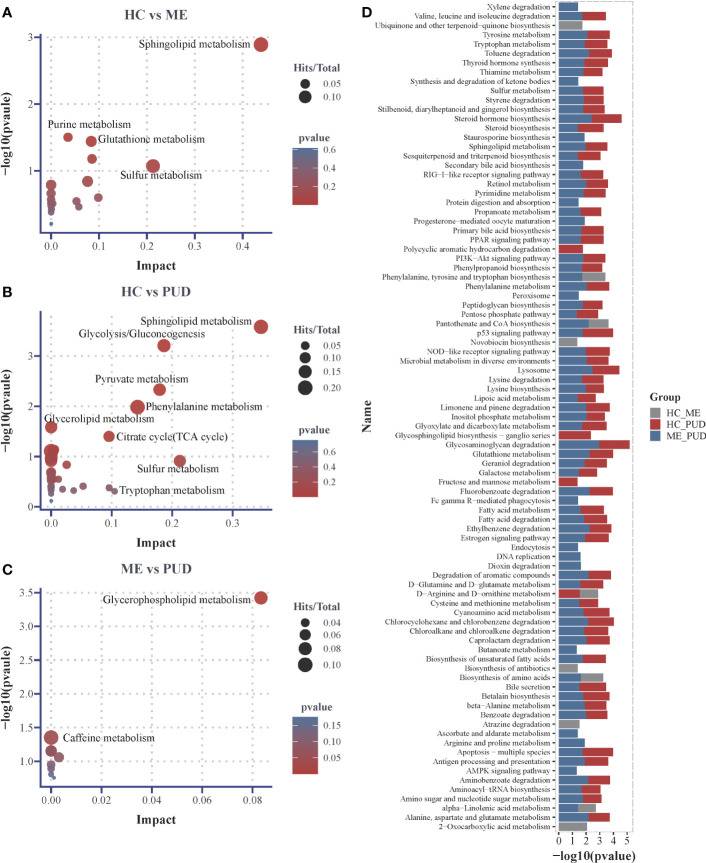 A
HC vs ME
Sphingolipid metabolism
Purine metabolism
Glutathione metabolism
Sulfur metabolism
−log10(pvaule)
3
2
1
0.0
0.1
0.2
0.3
0.4
Impact
Hits/Total
0.05
0.10
pvalue
0.6
0.4
0.2
B
HC vs PUD
Sphingolipid metabolism
Glycolysis/Gluconeogenesis
Pyruvate metabolism
Phenylalanine metabolism
Glycerolipid metabolism
Citrate cycle(TCA cycle)
Sulfur metabolism
Tryptophan metabolism
−log10(pvaule)
3
2
1
0
0.0
0.1
0.2
0.3
Impact
Hits/Total
0.05
0.10
0.15
0.20
pvalue
0.6
0.4
0.2
C
ME vs PUD
Glycerophospholipid metabolism
Caffeine metabolism
−log10(pvaule)
3.5
3.0
2.5
2.0
1.5
1.0
0.00
0.02
0.04
0.06
0.08
Impact
Hits/Total
0.04
0.06
0.08
0.10
pvalue
0.15
0.10
0.05
D
Name
Xylene degradation
Valine, leucine and isoleucine degradation
Ubiquinone and other terpenoid−quinone biosynthesis
Tyrosine metabolism
Tryptophan metabolism
Toluene degradation
Thyroid hormone synthesis
Thiamine metabolism
Synthesis and degradation of ketone bodies
Sulfur metabolism
Styrene degradation
Stilbenoid, diarylheptanoid and gingerol biosynthesis
Steroid hormone biosynthesis
Steroid biosynthesis
Staurosporine biosynthesis
Sphingolipid metabolism
Sesquiterpenoid and triterpenoid biosynthesis
Secondary bile acid biosynthesis
RIG−I−like receptor signaling pathway
Retinol metabolism
Pyrimidine metabolism
Protein digestion and absorption
Propanoate metabolism
Progesterone−mediated oocyte maturation
Primary bile acid biosynthesis
PPAR signaling pathway
Polycyclic aromatic hydrocarbon degradation
PI3K−Akt signaling pathway
Phenylpropanoid biosynthesis
Phenylalanine, tyrosine and tryptophan biosynthesis
Phenylalanine metabolism
Peroxisome
Peptidoglycan biosynthesis
Pentose phosphate pathway
Pantothenate and CoA biosynthesis
p53 signaling pathway
Novobiocin biosynthesis
NOD−like receptor signaling pathway
Microbial metabolism in diverse environments
Lysosome
Lysine degradation
Lysine biosynthesis
Lipoic acid metabolism
Limonene and pinene degradation
Inositol phosphate metabolism
Glyoxylate and dicarboxylate metabolism
Glycosphingolipid biosynthesis − ganglio series
Glycosaminoglycan degradation
Glutathione metabolism
Geraniol degradation
Galactose metabolism
Fructose and mannose metabolism
Fluorobenzoate degradation
Fc gamma R−mediated phagocytosis
Fatty acid metabolism
Fatty acid degradation
Ethylbenzene degradation
Estrogen signaling pathway
Endocytosis
DNA replication
Dioxin degradation
Degradation of aromatic compounds
D−Glutamine and D−glutamate metabolism
D−Arginine and D−ornithine metabolism
Cysteine and methionine metabolism
Cyanoamino acid metabolism
Chlorocyclohexane and chlorobenzene degradation
Chloroalkane and chloroalkene degradation
Caprolactam degradation
Butanoate metabolism
Biosynthesis of unsaturated fatty acids
Biosynthesis of antibiotics
Biosynthesis of amino acids
Bile secretion
Betalain biosynthesis
beta−Alanine metabolism
Benzoate degradation
Atrazine degradation
Ascorbate and aldarate metabolism
Arginine and proline metabolism
Apoptosis − multiple species
Antigen processing and presentation
AMPK signaling pathway
Aminobenzoate degradation
Aminoacyl−tRNA biosynthesis
Amino sugar and nucleotide sugar metabolism
alpha−Linolenic acid metabolism
Alanine, aspartate and glutamate metabolism
2−Oxocarboxylic acid metabolism
0 1 2 3 4 5
−log10(pvalue)
Group
HC_ME
HC_PUD
ME_PUD